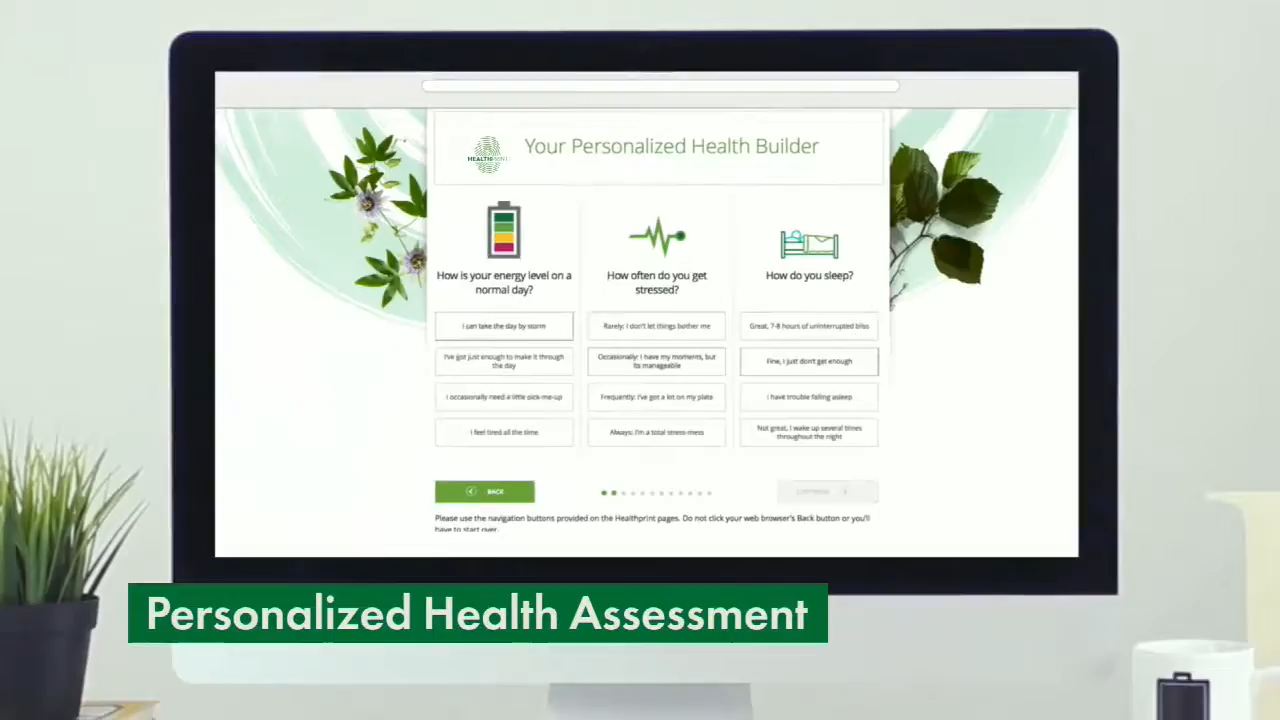 HEALTHPRINT
Your Personalized Health Builder
How is your energy level on a
normal day?
I can take the day by storm
I've got just enough to make it through
the day
I occasionally need a little pick-me-up
I feel tired all the time
How often do you get
stressed?
Rarely: I don't let things bother me
Occasionally: I have my moments, but
its manageable
Frequently: I've got a lot on my plate
Always: I'm a total stress-mess
How do you sleep?
Great, 7-8 hours of uninterrupted bliss
Fine, I just don't get enough
I have trouble falling asleep
Not great, I wake up several times
throughout the night
BACK
CONTINUE
Please use the navigation buttons provided on the Healthprint pages. Do not click your web browser's Back button or you'll
have to start over.
Personalized Health Assessment